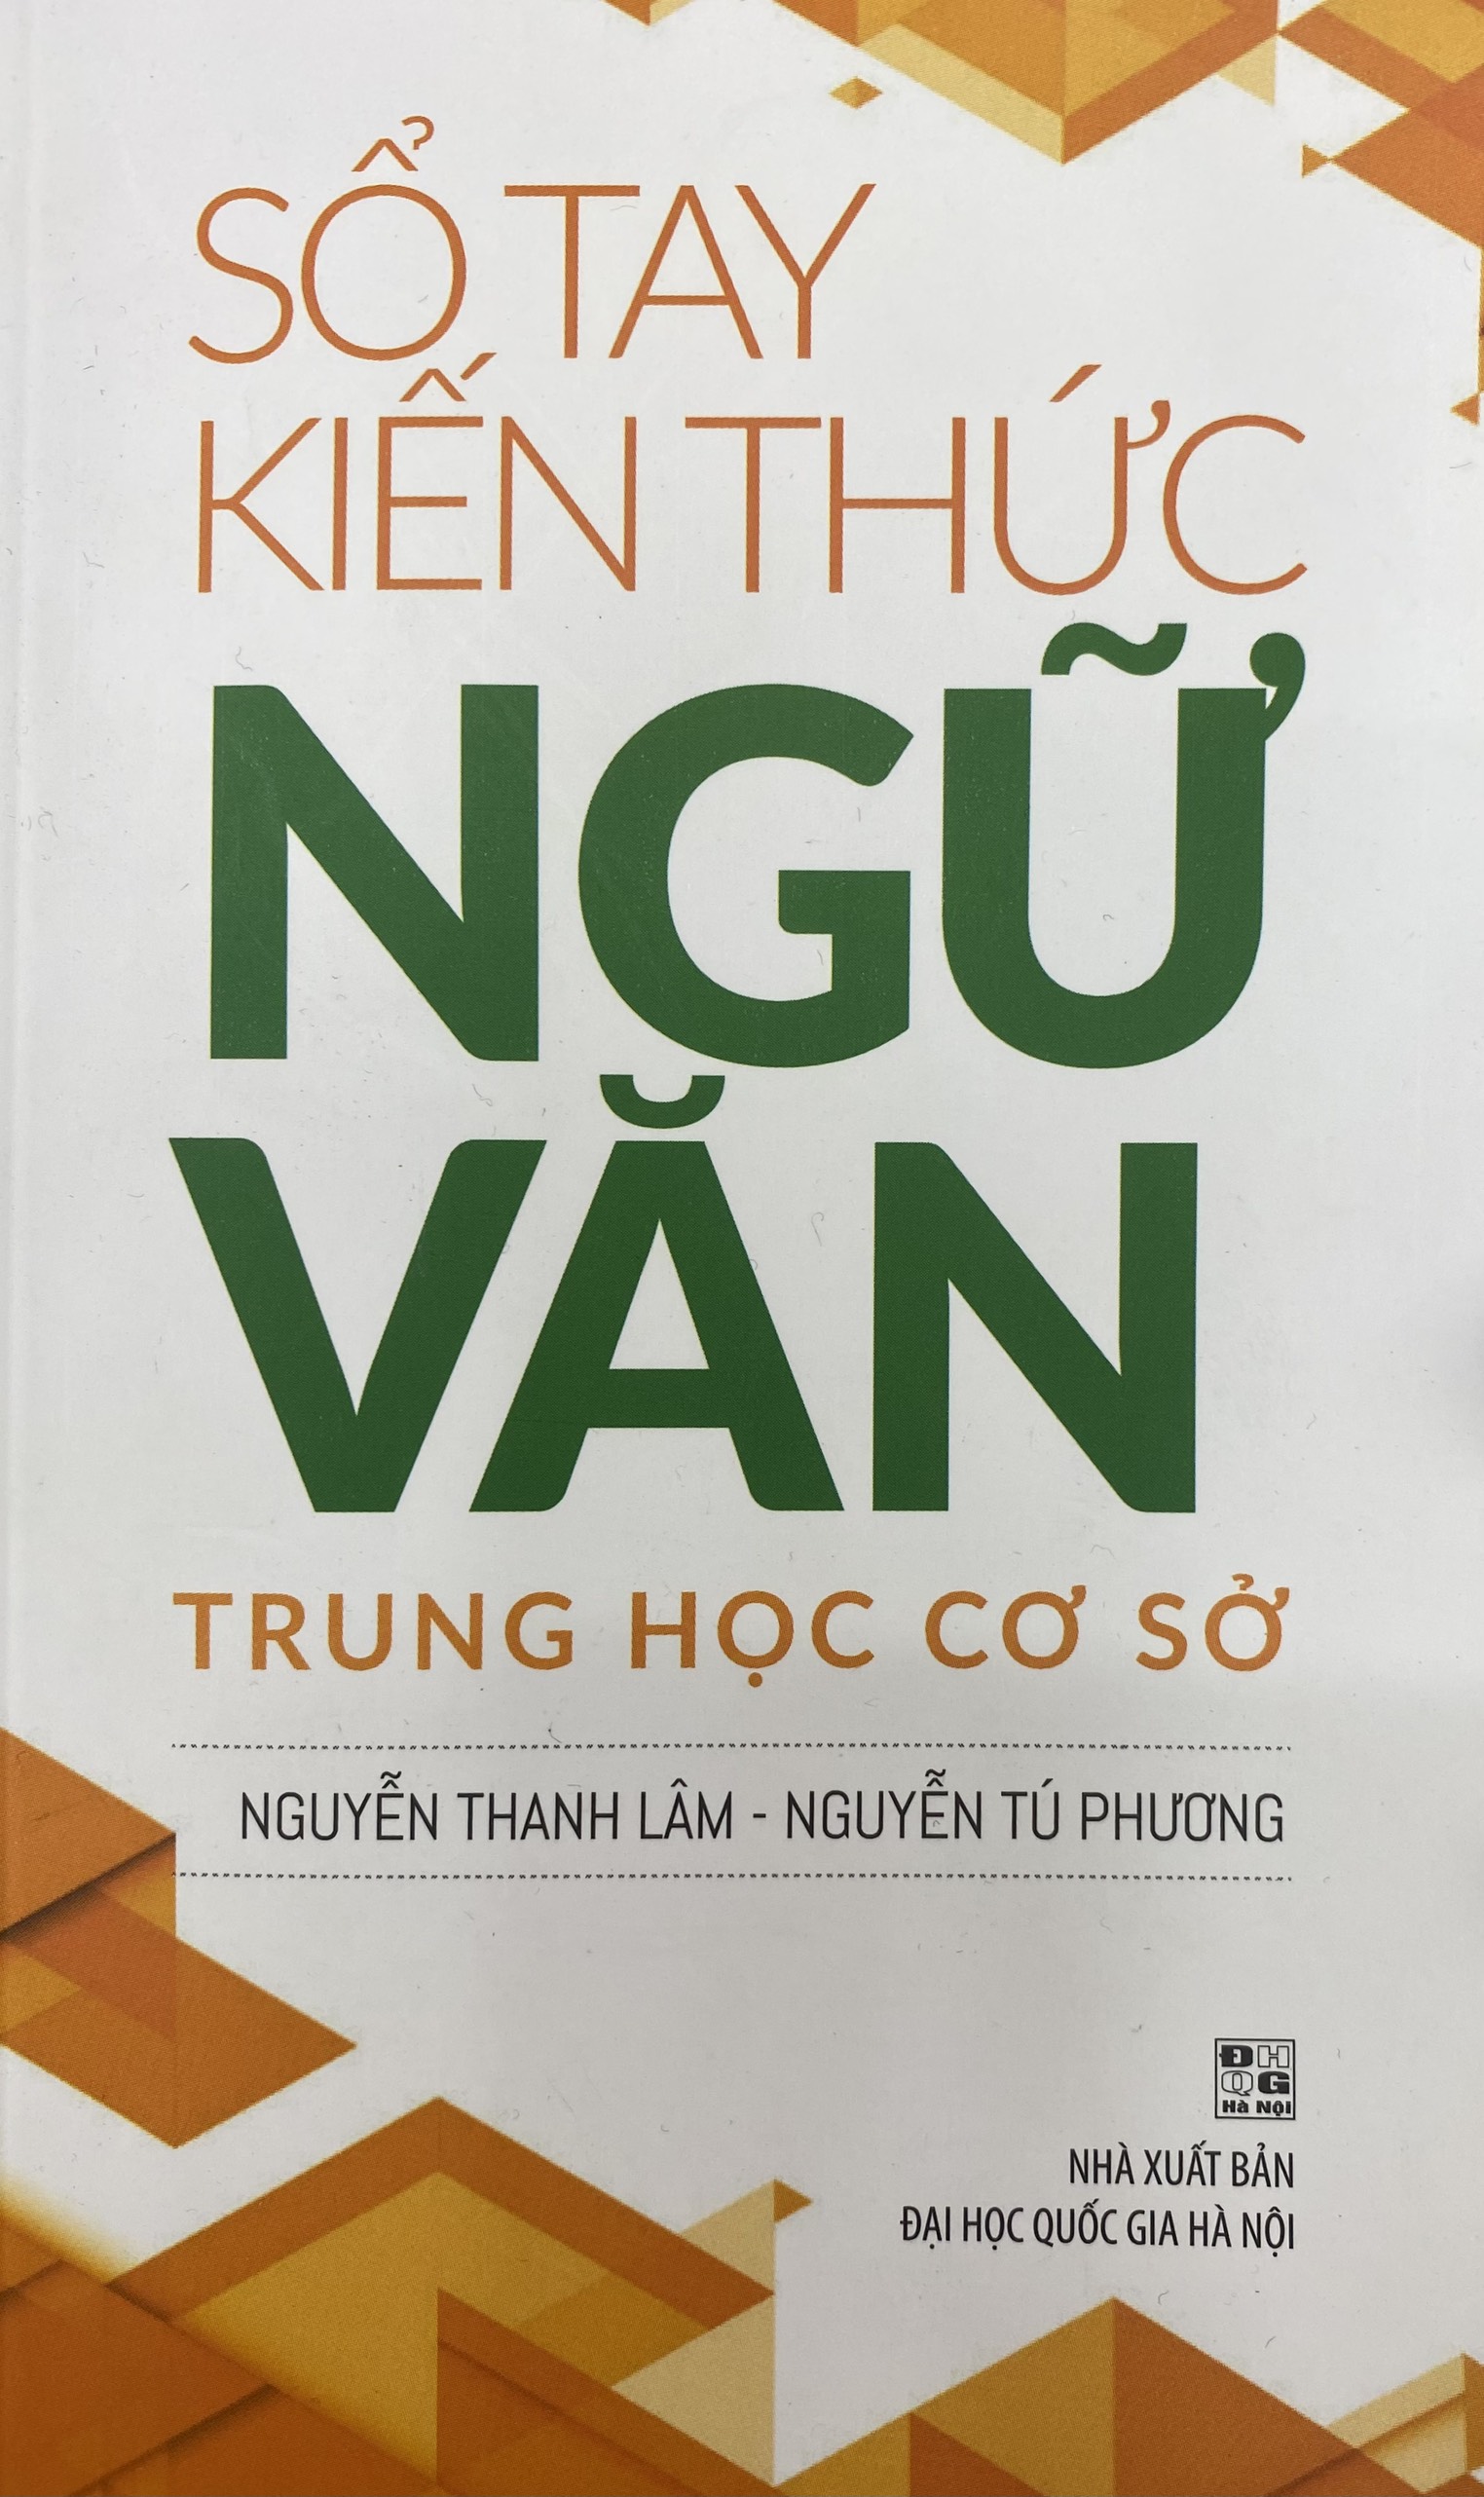 SỔ TAY
KIẾN THỨC
NGỮ
VĂN
TRUNG HỌC CƠ SỞ
NGUYỄN THANH LÂM - NGUYỄN TÚ PHƯƠNG
ĐH
QG
Hà Nội
NHÀ XUẤT BẢN
ĐẠI HỌC QUỐC GIA HÀ NỘI